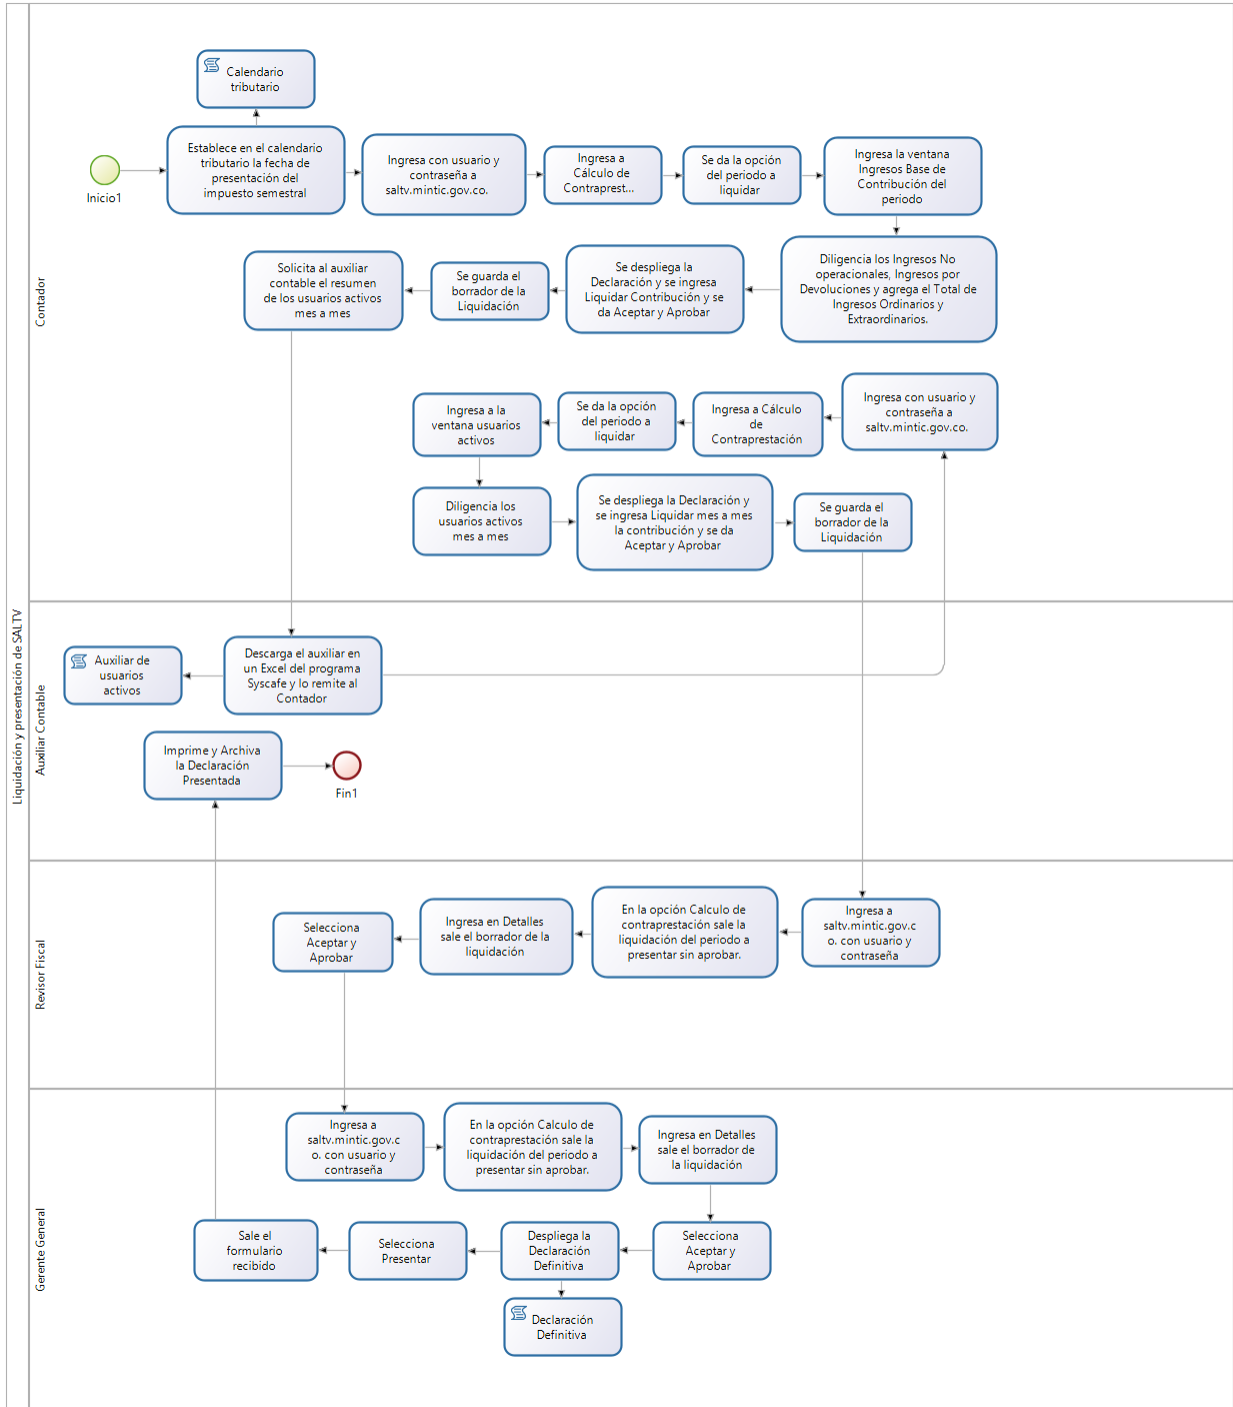 Liquidación y presentación de SALTV
Contador
Calendario
tributario
Inicio1
Establece en el calendario
tributario la fecha de
presentación del
impuesto semestral
Ingresa con usuario y
contraseña a
saltv.mintic.gov.co.
Ingresa a
Cálculo de
Contraprest...
Se da la opción
del periodo a
liquidar
Ingresa la ventana
Ingresos Base de
Contribución del
periodo
Diligencia los Ingresos No
operacionales, Ingresos por
Devoluciones y agrega el Total de
Ingresos Ordinarios y
Extraordinarios.
Se despliega la
Declaración y se ingresa
Liquidar Contribución y se
da Aceptar y Aprobar
Se guarda el
borrador de la
Liquidación
Solicita al auxiliar
contable el resumen
de los usuarios activos
mes a mes
Ingresa con usuario y
contraseña a
saltv.mintic.gov.co.
Ingresa a Cálculo
de
Contraprestación
Se da la opción
del periodo a
liquidar
Ingresa a la
ventana usuarios
activos
Diligencia los
usuarios activos
mes a mes
Se despliega la Declaración y
se ingresa Liquidar mes a mes
la contribución y se da
Aceptar y Aprobar
Se guarda el
borrador de la
Liquidación
Auxiliar Contable
Auxiliar de
usuarios
activos
Descarga el auxiliar en
un Excel del programa
Syscafe y lo remite al
Contador
Imprime y Archiva
la Declaración
Presentada
Fin1
Revisor Fiscal
Ingresa a
saltv.mintic.gov.c
o. con usuario y
contraseña
En la opción Calculo de
contraprestación sale la
liquidación del periodo a
presentar sin aprobar.
Ingresa en Detalles
sale el borrador de la
liquidación
Selecciona
Aceptar y
Aprobar
Gerente General
Ingresa a
saltv.mintic.gov.c
o. con usuario y
contraseña
En la opción Calculo de
contraprestación sale la
liquidación del periodo a
presentar sin aprobar.
Ingresa en Detalles
sale el borrador de
la liquidación
Selecciona
Aceptar y
Aprobar
Despliega la
Declaración
Definitiva
Selecciona
Presentar
Sale el
formulario
recibido
Declaración
Definitiva